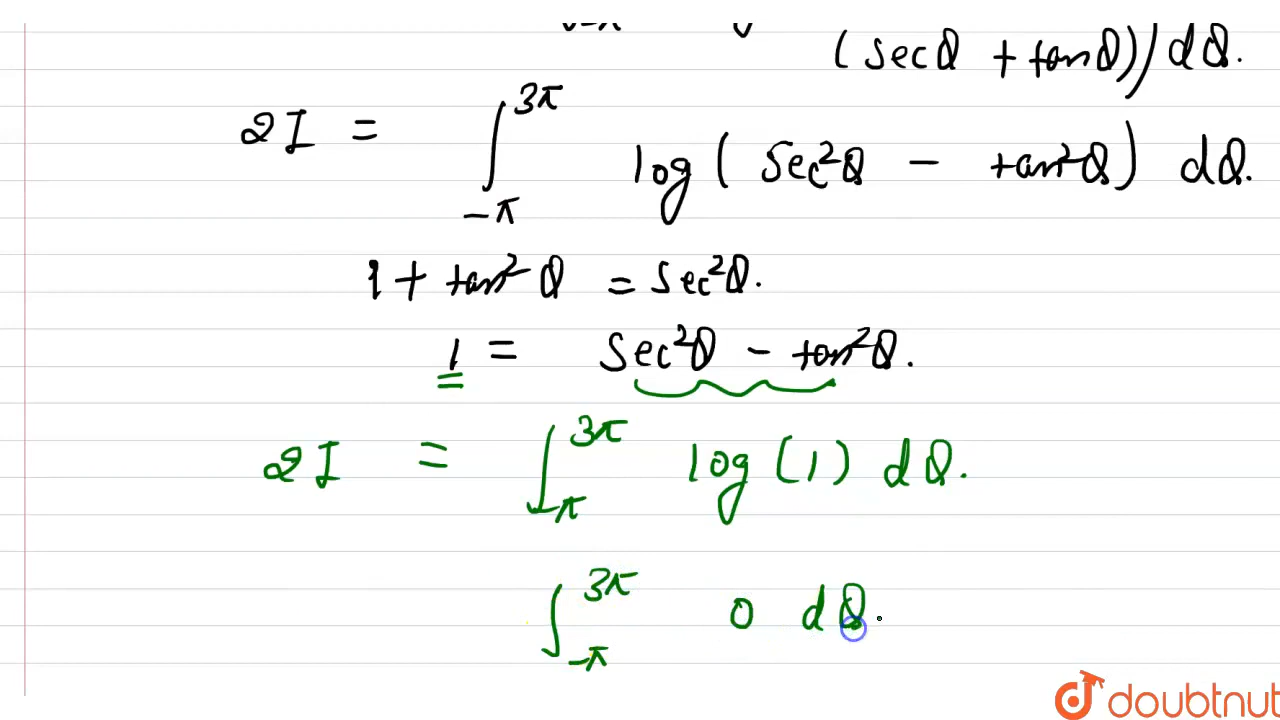 (secθ + tanθ))dθ.
2I = ∫ 3π -π log( sec²θ - tan²θ) dθ.
1 + tan²θ = sec²θ.
1 = sec²θ - tan²θ.
2I = ∫ 3π -π log(1) dθ.
∫ 3π -π 0 dθ.
doubtnut